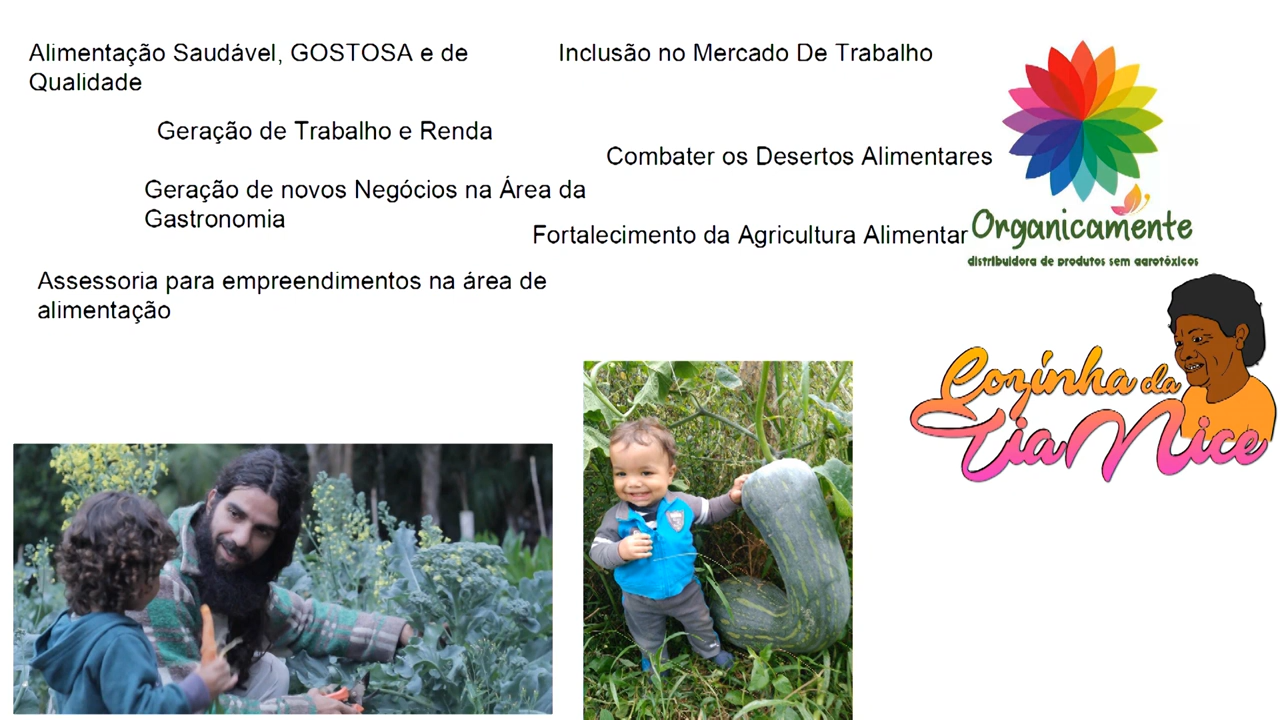 Alimentação Saudável, GOSTOSA e de
Qualidade
Inclusão no Mercado De Trabalho
Geração de Trabalho e Renda
Combater os Desertos Alimentares
Geração de novos Negócios na Área da
Gastronomia
Fortalecimento da Agricultura Alimentar
Assessoria para empreendimentos na área de
alimentação
Organicamente
distribuidora de produtos sem agrotóxicos
Cozinha da
Tia Nice